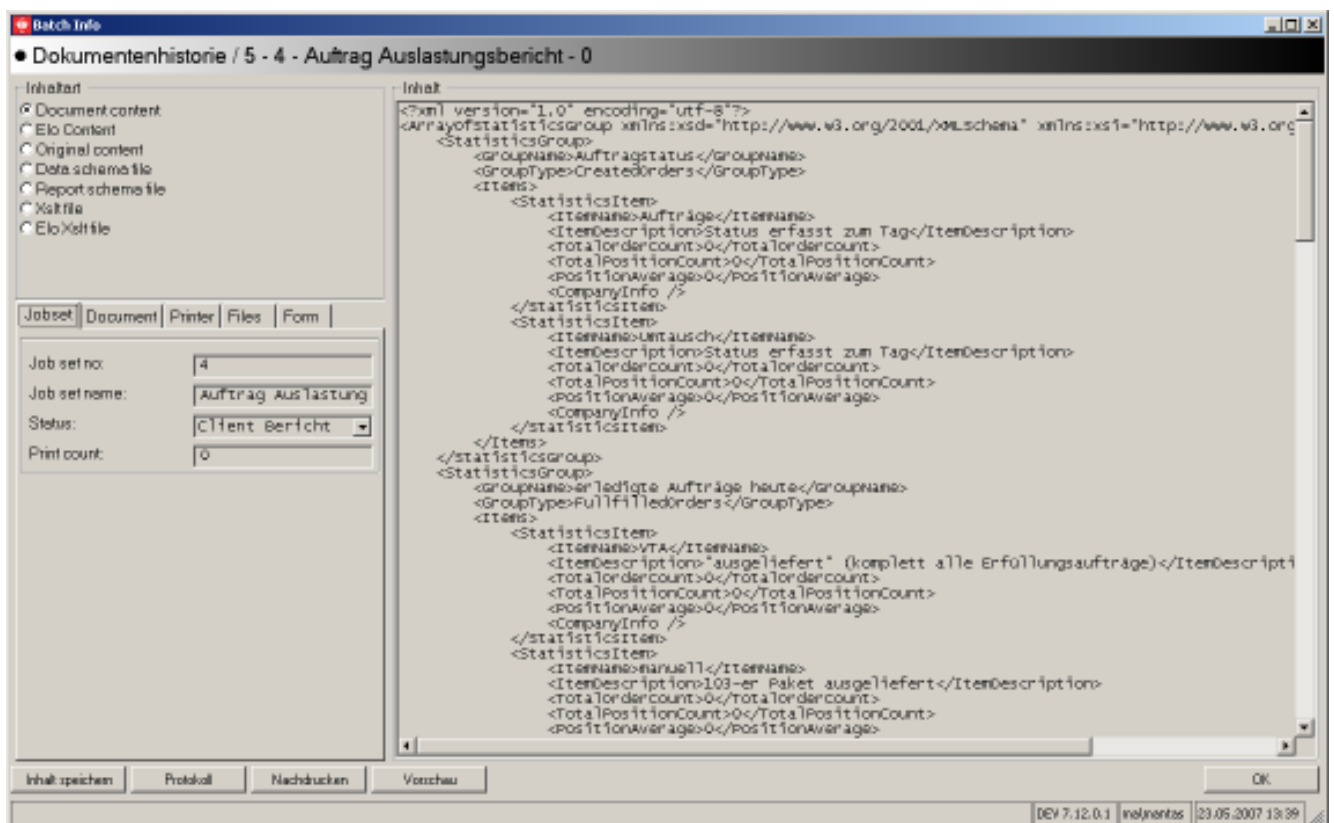 Batch Info
Dokumentenhistorie / 5 - 4 - Auftrag Auslastungsbericht - 0
Inhaltart
Document content
Elo Content
Original content
Data schema file
Report schema file
Xslt file
Elo Xslt file
Jobset Document Printer Files Form
Job set no: 4
Job set name: Auftrag Auslastung
Status: Client Bericht
Print count: 0
Inhalt
<?xml version="1.0" encoding="utf-8"?>
<ArrayOfStatisticsGroup xmlns:xsd="http://www.w3.org/2001/XMLSchema" xmlns:xsi="http://www.w3.org
<StatisticsGroup>
<GroupName>Auftragstatus</GroupName>
<GroupType>CreatedOrders</GroupType>
<Items>
<StatisticsItem>
<ItemName>Aufträge</ItemName>
<ItemDescription>Status erfasst zum Tag</ItemDescription>
<TotalOrderCount>0</TotalOrderCount>
<TotalPositionCount>0</TotalPositionCount>
<PositionAverage>0</PositionAverage>
<CompanyInfo />
</StatisticsItem>
<StatisticsItem>
<ItemName>Umtausch</ItemName>
<ItemDescription>Status erfasst zum Tag</ItemDescription>
<TotalOrderCount>0</TotalOrderCount>
<TotalPositionCount>0</TotalPositionCount>
<PositionAverage>0</PositionAverage>
<CompanyInfo />
</StatisticsItem>
</Items>
</StatisticsGroup>
<StatisticsGroup>
<GroupName>erledigte Aufträge heute</GroupName>
<GroupType>FullfilledOrders</GroupType>
<Items>
<StatisticsItem>
<ItemName>VTA</ItemName>
<ItemDescription>"ausgeliefert" (komplett alle Erfüllungsaufträge)</ItemDescripti
<TotalOrderCount>0</TotalOrderCount>
<TotalPositionCount>0</TotalPositionCount>
<PositionAverage>0</PositionAverage>
<CompanyInfo />
</StatisticsItem>
<StatisticsItem>
<ItemName>manuell</ItemName>
<ItemDescription>103-er Paket ausgeliefert</ItemDescription>
<TotalOrderCount>0</TotalOrderCount>
<TotalPositionCount>0</TotalPositionCount>
<PositionAverage>0</PositionAverage>
Inhalt speichern Protokoll Nachdrucken Vorschau OK
DEV 7.12.0.1 malmantas 23.05.2007 13:39